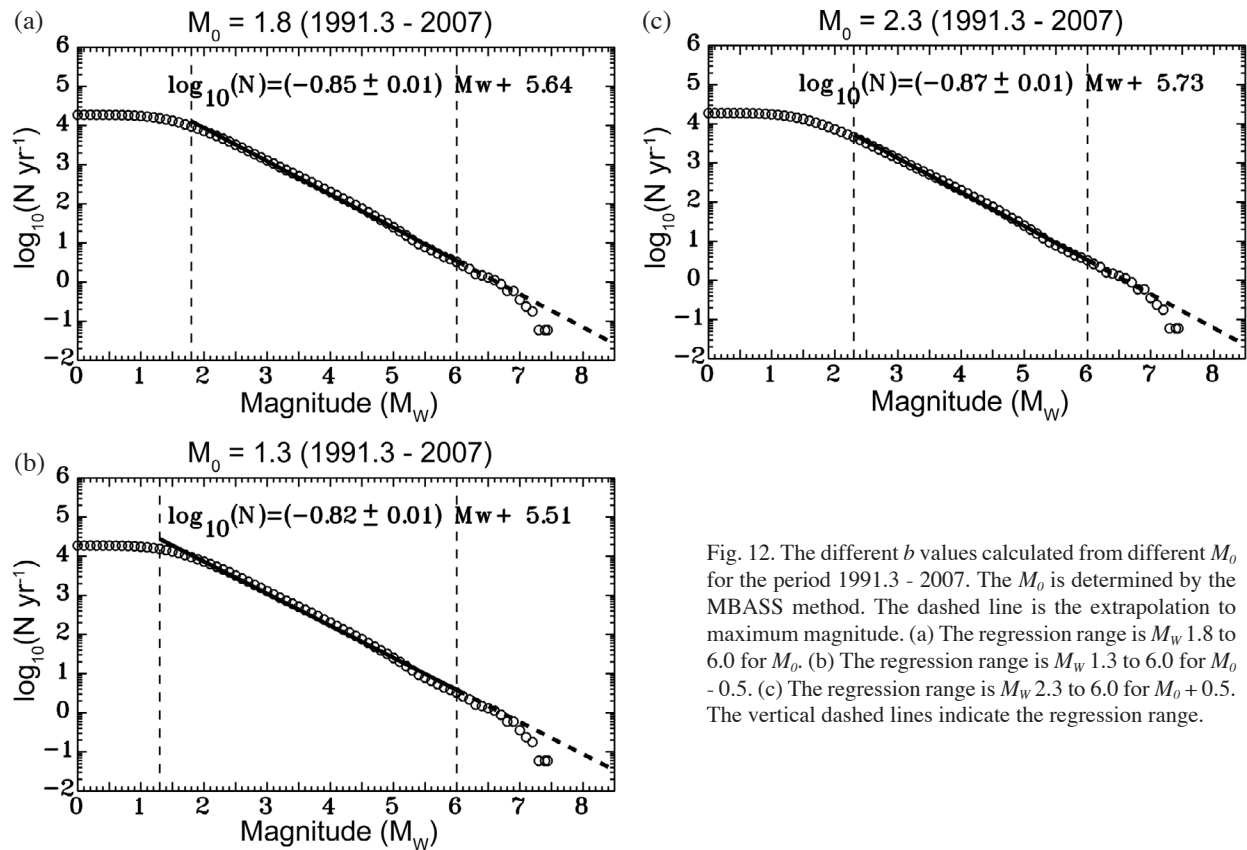 (a)
M₀ = 1.8 (1991.3 - 2007)
log₁₀(N)=(−0.85 ± 0.01) Mw+ 5.64
log₁₀(N yr⁻¹)
6
5
4
3
2
1
0
−1
−2
0 1 2 3 4 5 6 7 8
Magnitude (M_W)
(c)
M₀ = 2.3 (1991.3 - 2007)
log₁₀(N)=(−0.87 ± 0.01) Mw+ 5.73
log₁₀(N yr⁻¹)
6
5
4
3
2
1
0
−1
−2
0 1 2 3 4 5 6 7 8
Magnitude (M_W)
(b)
M₀ = 1.3 (1991.3 - 2007)
log₁₀(N)=(−0.82 ± 0.01) Mw+ 5.51
log₁₀(N yr⁻¹)
6
5
4
3
2
1
0
−1
−2
0 1 2 3 4 5 6 7 8
Magnitude (M_W)
Fig. 12. The different b values calculated from different M₀
for the period 1991.3 - 2007. The M₀ is determined by the
MBASS method. The dashed line is the extrapolation to
maximum magnitude. (a) The regression range is M_W 1.8 to
6.0 for M₀. (b) The regression range is M_W 1.3 to 6.0 for M₀
- 0.5. (c) The regression range is M_W 2.3 to 6.0 for M₀ + 0.5.
The vertical dashed lines indicate the regression range.